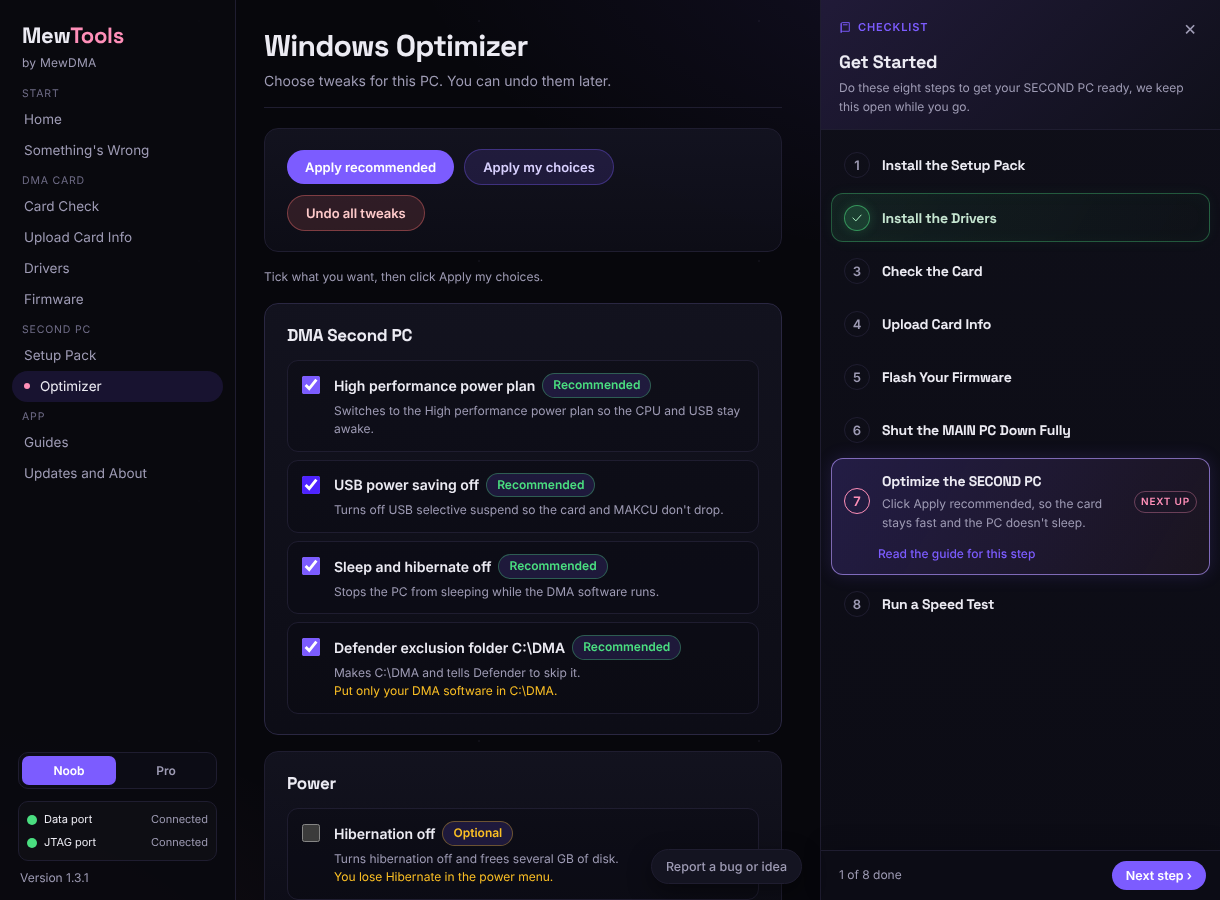 MewTools
by MewDMA
START
Home
Something's Wrong
DMA CARD
Card Check
Upload Card Info
Drivers
Firmware
SECOND PC
Setup Pack
Optimizer
APP
Guides
Updates and About
Noob
Pro
Data port
Connected
JTAG port
Connected
Version 1.3.1
Windows Optimizer
Choose tweaks for this PC. You can undo them later.
Apply recommended
Apply my choices
Undo all tweaks
Tick what you want, then click Apply my choices.
DMA Second PC
High performance power plan
Recommended
Switches to the High performance power plan so the CPU and USB stay
awake.
USB power saving off
Recommended
Turns off USB selective suspend so the card and MAKCU don't drop.
Sleep and hibernate off
Recommended
Stops the PC from sleeping while the DMA software runs.
Defender exclusion folder C:\DMA
Recommended
Makes C:\DMA and tells Defender to skip it.
Put only your DMA software in C:\DMA.
Power
Hibernation off
Optional
Turns hibernation off and frees several GB of disk.
You lose Hibernate in the power menu.
Report a bug or idea
CHECKLIST
Get Started
Do these eight steps to get your SECOND PC ready, we keep
this open while you go.
1
Install the Setup Pack
Install the Drivers
3
Check the Card
4
Upload Card Info
5
Flash Your Firmware
6
Shut the MAIN PC Down Fully
7
Optimize the SECOND PC
Click Apply recommended, so the card
stays fast and the PC doesn't sleep.
NEXT UP
Read the guide for this step
8
Run a Speed Test
1 of 8 done
Next step ›